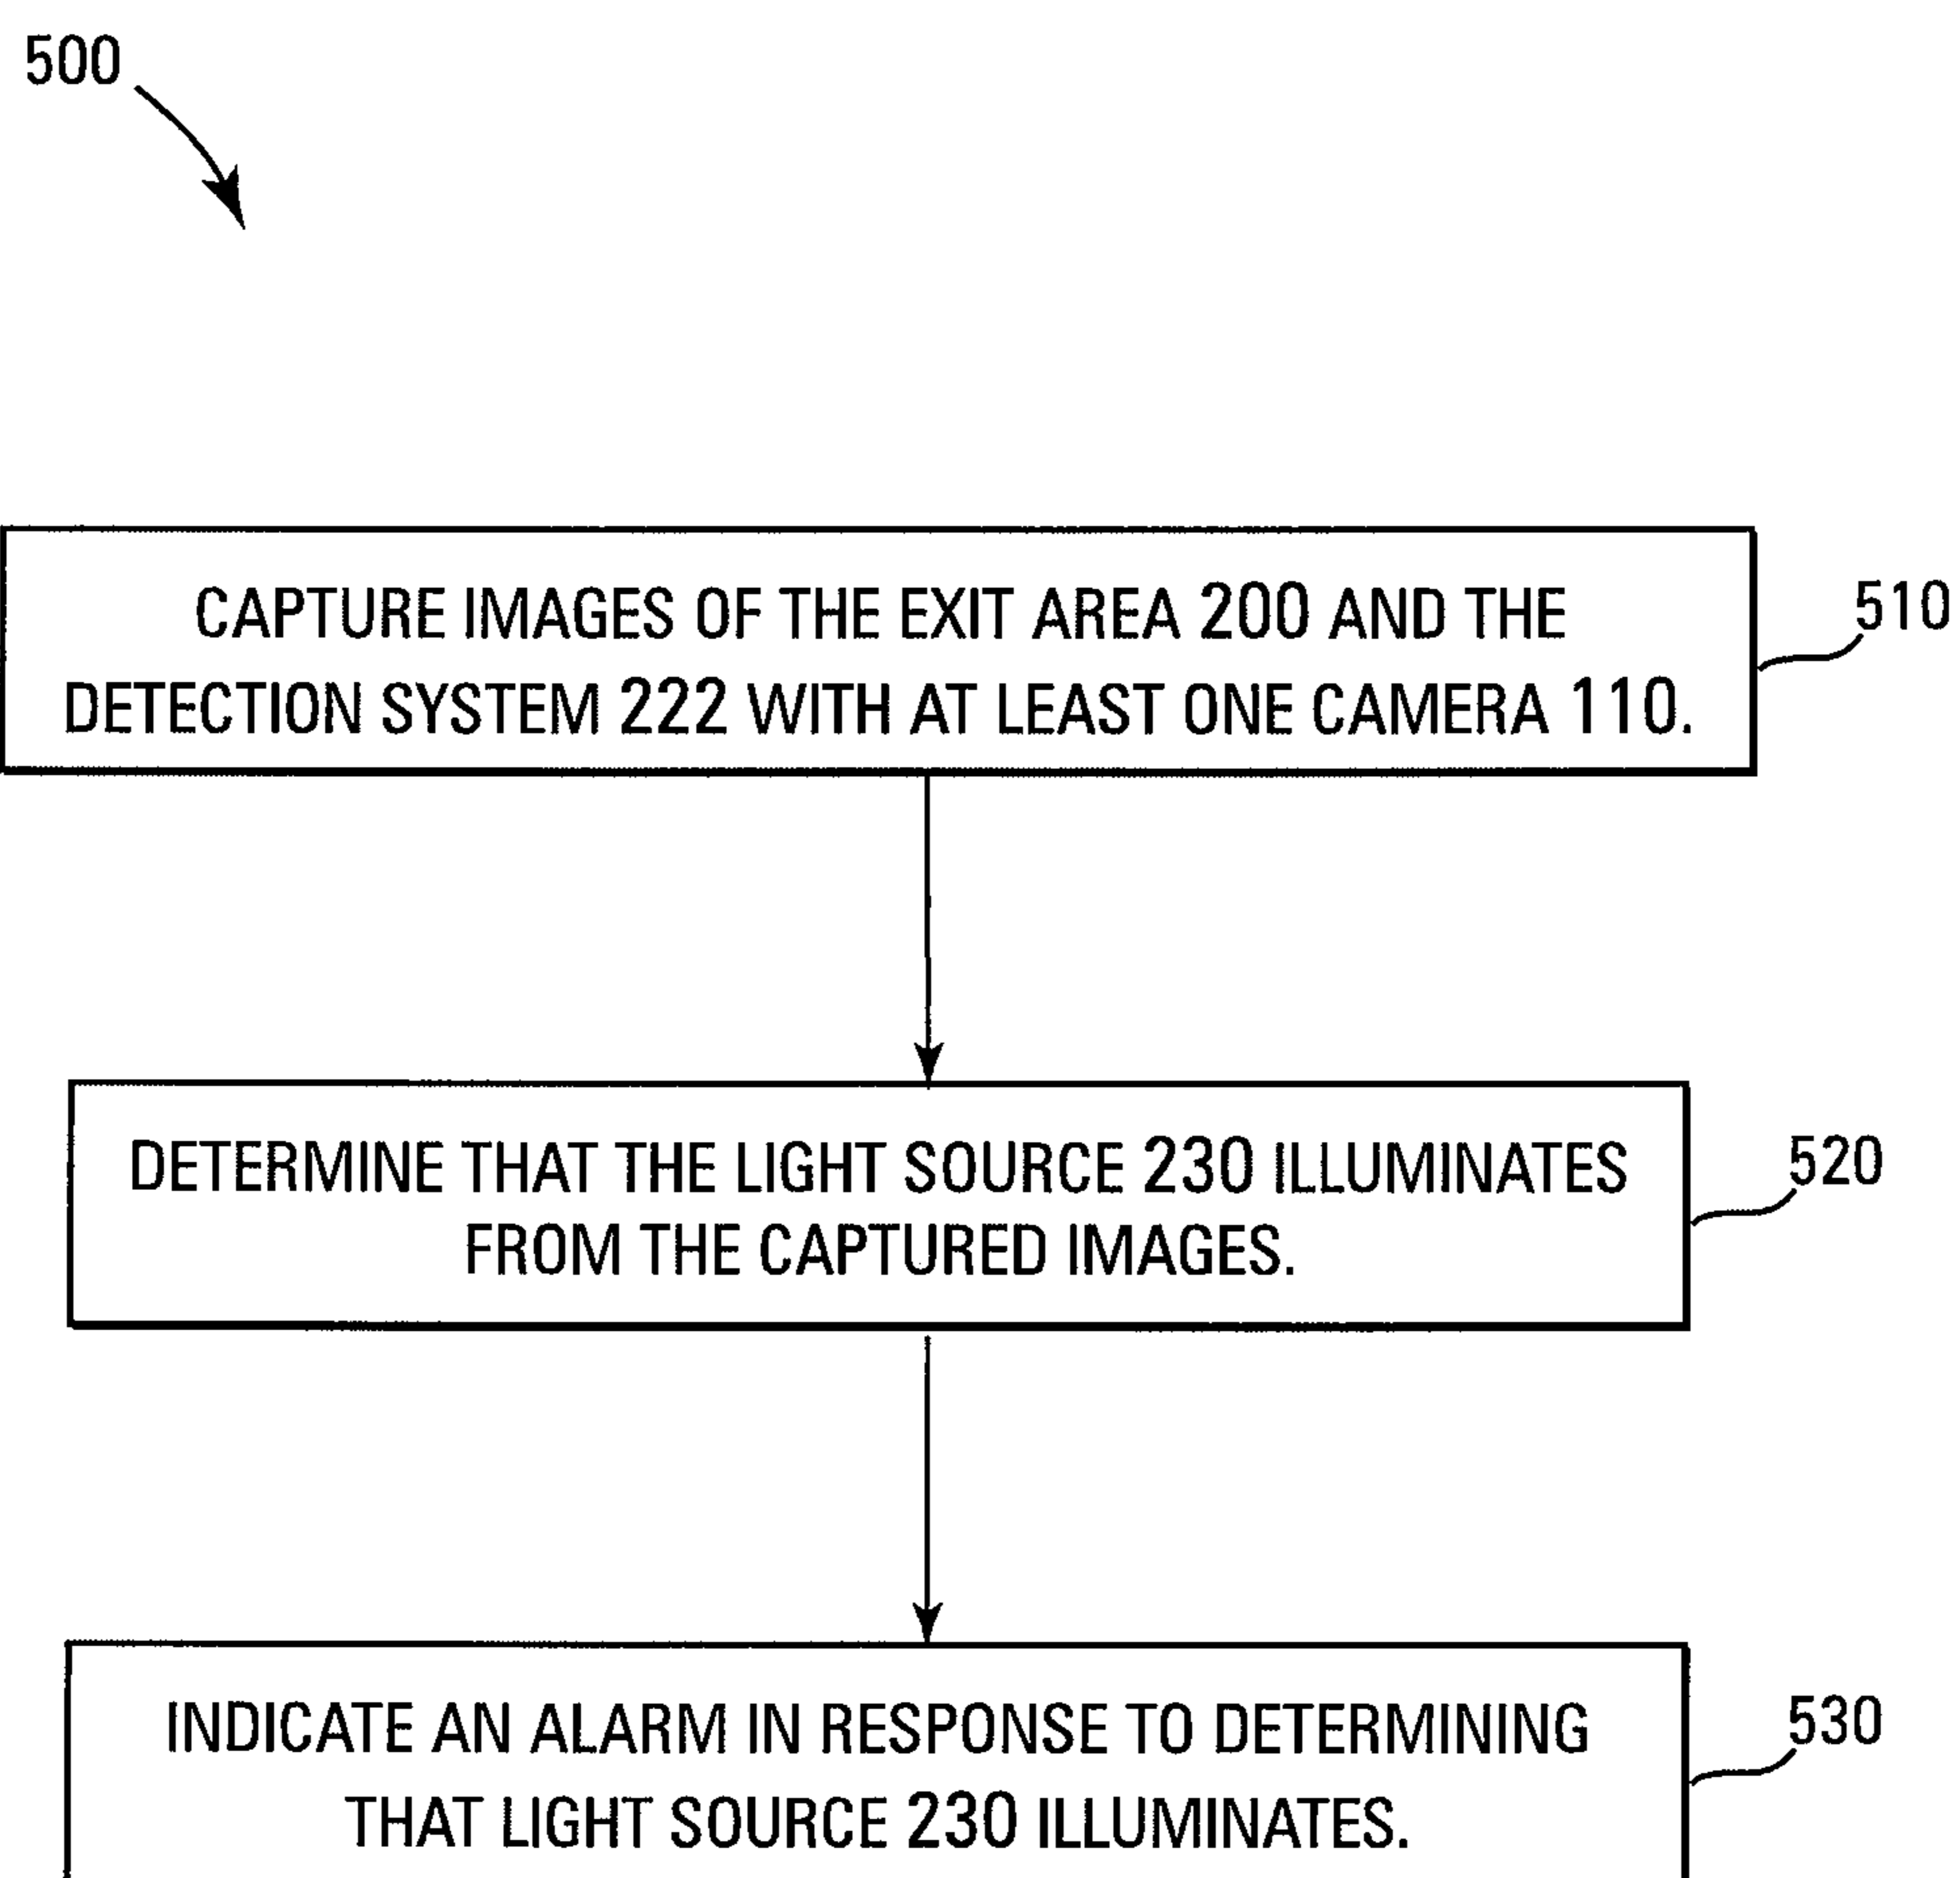 500
CAPTURE IMAGES OF THE EXIT AREA 200 AND THE
DETECTION SYSTEM 222 WITH AT LEAST ONE CAMERA 110.
510
DETERMINE THAT THE LIGHT SOURCE 230 ILLUMINATES
FROM THE CAPTURED IMAGES.
520
INDICATE AN ALARM IN RESPONSE TO DETERMINING
THAT LIGHT SOURCE 230 ILLUMINATES.
530